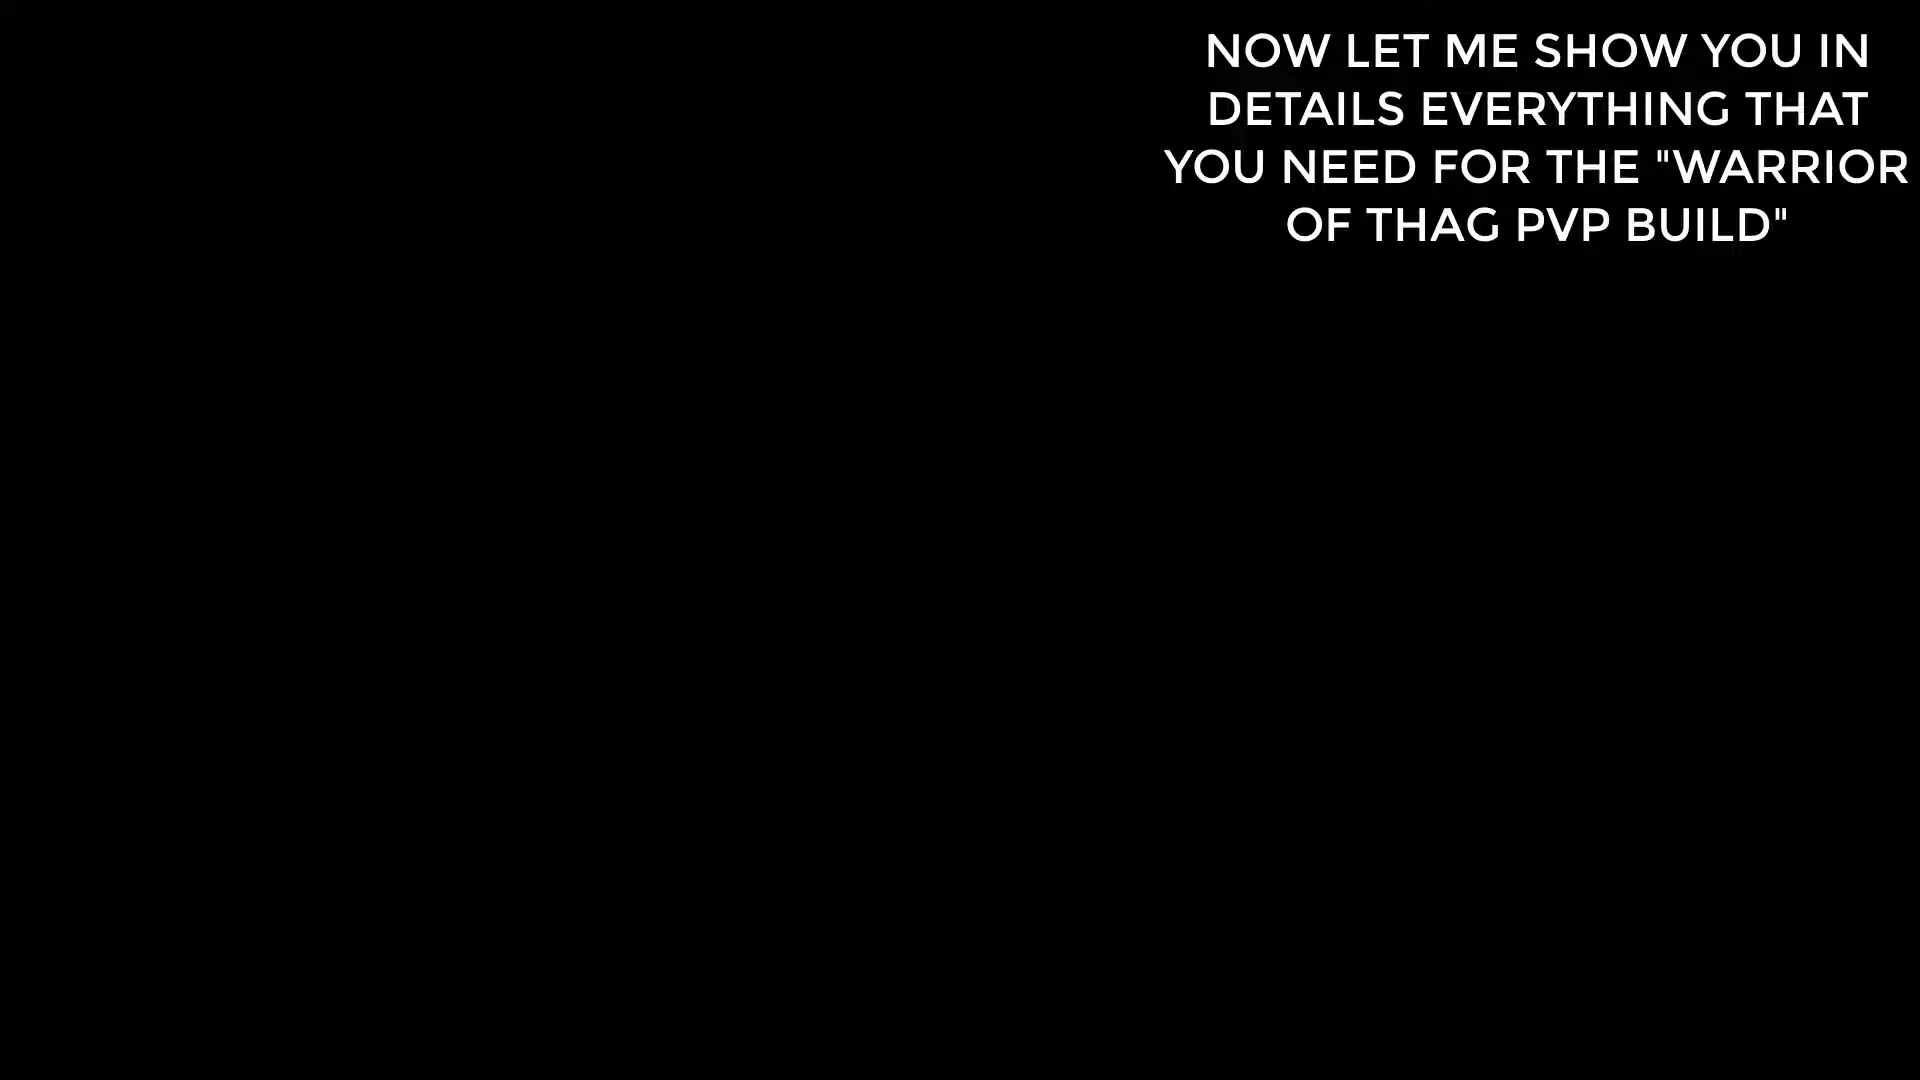 NOW LET ME SHOW YOU IN
DETAILS EVERYTHING THAT
YOU NEED FOR THE "WARRIOR
OF THAG PVP BUILD"